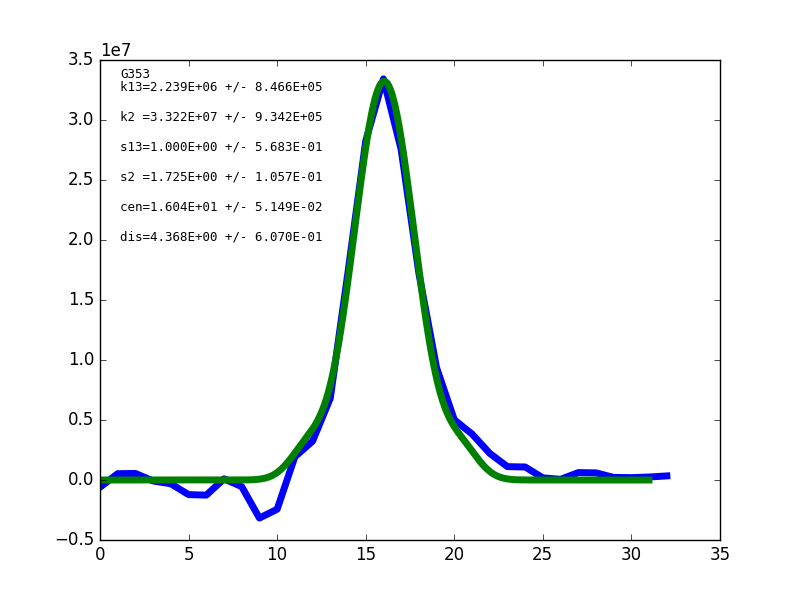 1e7
3.5
G353
k13=2.239E+06 +/- 8.466E+05
3.0
k2 =3.322E+07 +/- 9.342E+05
s13=1.000E+00 +/- 5.683E-01
2.5
s2 =1.725E+00 +/- 1.057E-01
cen=1.604E+01 +/- 5.149E-02
2.0
dis=4.368E+00 +/- 6.070E-01
1.5
1.0
0.5
0.0
−0.5
0 5 10 15 20 25 30 35